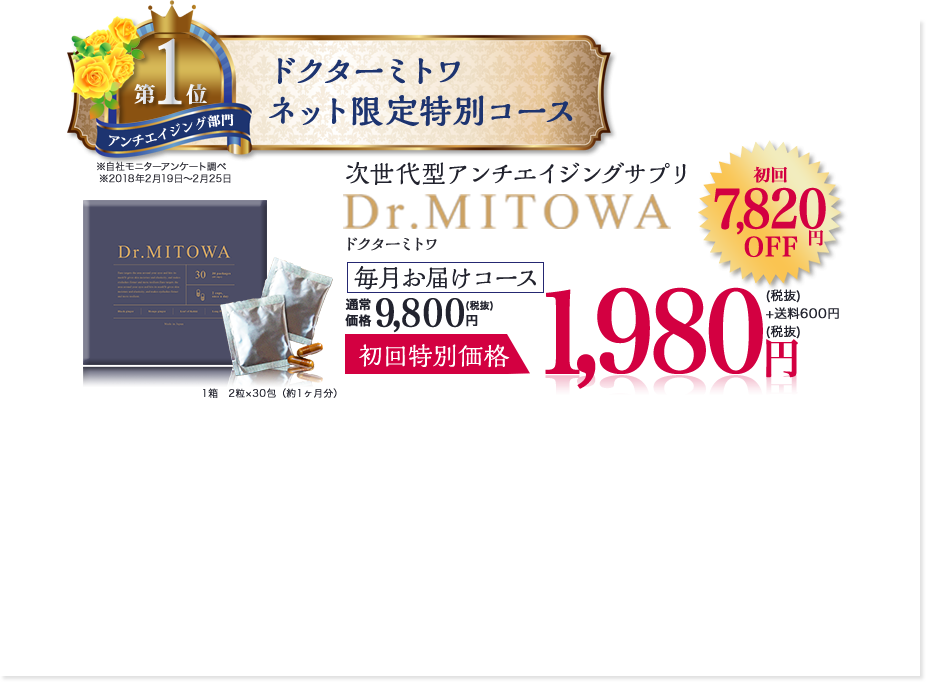 第1位
アンチエイジング部門
ドクターミトワ
ネット限定特別コース
※自社モニターアンケート調べ
※2018年2月19日〜2月25日
次世代型アンチエイジングサプリ
Dr.MITOWA
ドクターミトワ
初回
7,820円
OFF
Dr.MITOWA
30
毎月お届けコース
通常価格 9,800円(税抜)
初回特別価格
1,980円
(税抜)
+送料600円
(税抜)
1箱 2粒×30包(約1ヶ月分)